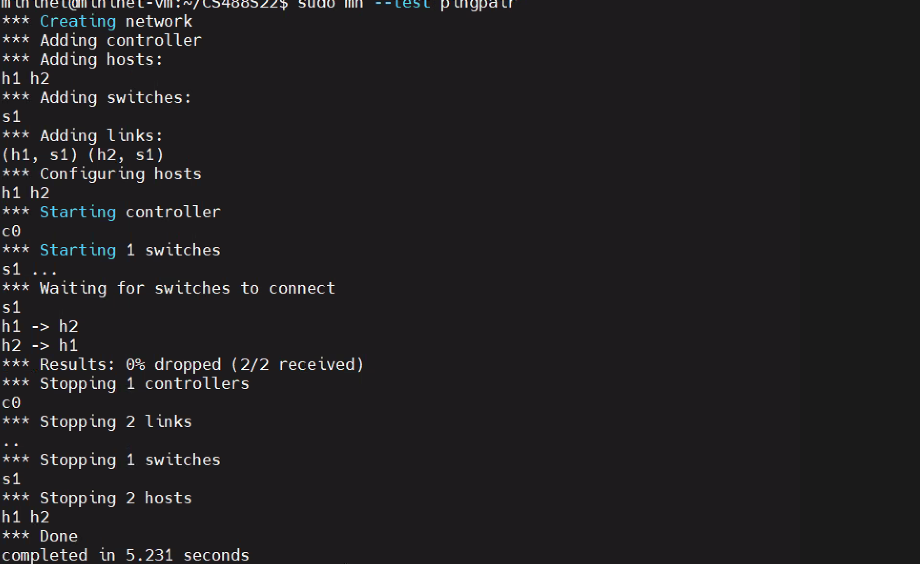 mininet@mininet-vm:~/CS488S22$ sudo mn --test pingpair
*** Creating network
*** Adding controller
*** Adding hosts:
h1 h2
*** Adding switches:
s1
*** Adding links:
(h1, s1) (h2, s1)
*** Configuring hosts
h1 h2
*** Starting controller
c0
*** Starting 1 switches
s1 ...
*** Waiting for switches to connect
s1
h1 -> h2
h2 -> h1
*** Results: 0% dropped (2/2 received)
*** Stopping 1 controllers
c0
*** Stopping 2 links
..
*** Stopping 1 switches
s1
*** Stopping 2 hosts
h1 h2
*** Done
completed in 5.231 seconds